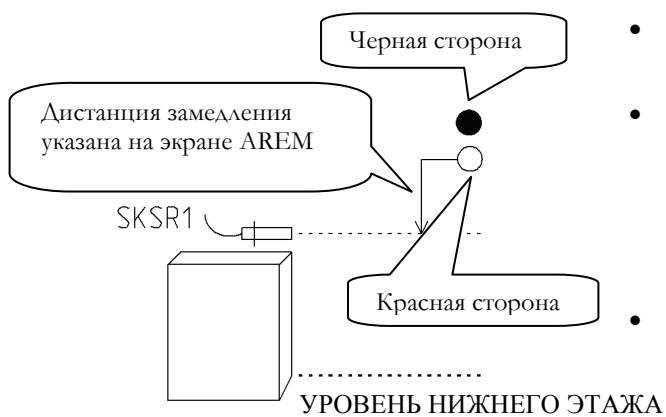 Черная сторона
Дистанция замедления
указана на экране AREM
SKSR1
Красная сторона
УРОВЕНЬ НИЖНЕГО ЭТАЖА